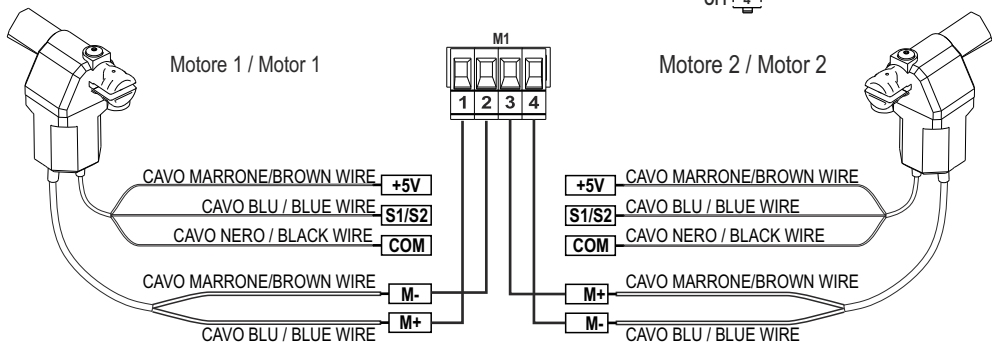 M1
Motore 1 / Motor 1
Motore 2 / Motor 2
1 2 3 4
CAVO MARRONE/BROWN WIRE +5V
CAVO BLU / BLUE WIRE S1/S2
CAVO NERO / BLACK WIRE COM
CAVO MARRONE/BROWN WIRE M-
CAVO BLU / BLUE WIRE M+
+5V CAVO MARRONE/BROWN WIRE
S1/S2 CAVO BLU / BLUE WIRE
COM CAVO NERO / BLACK WIRE
M+ CAVO MARRONE/BROWN WIRE
M- CAVO BLU / BLUE WIRE